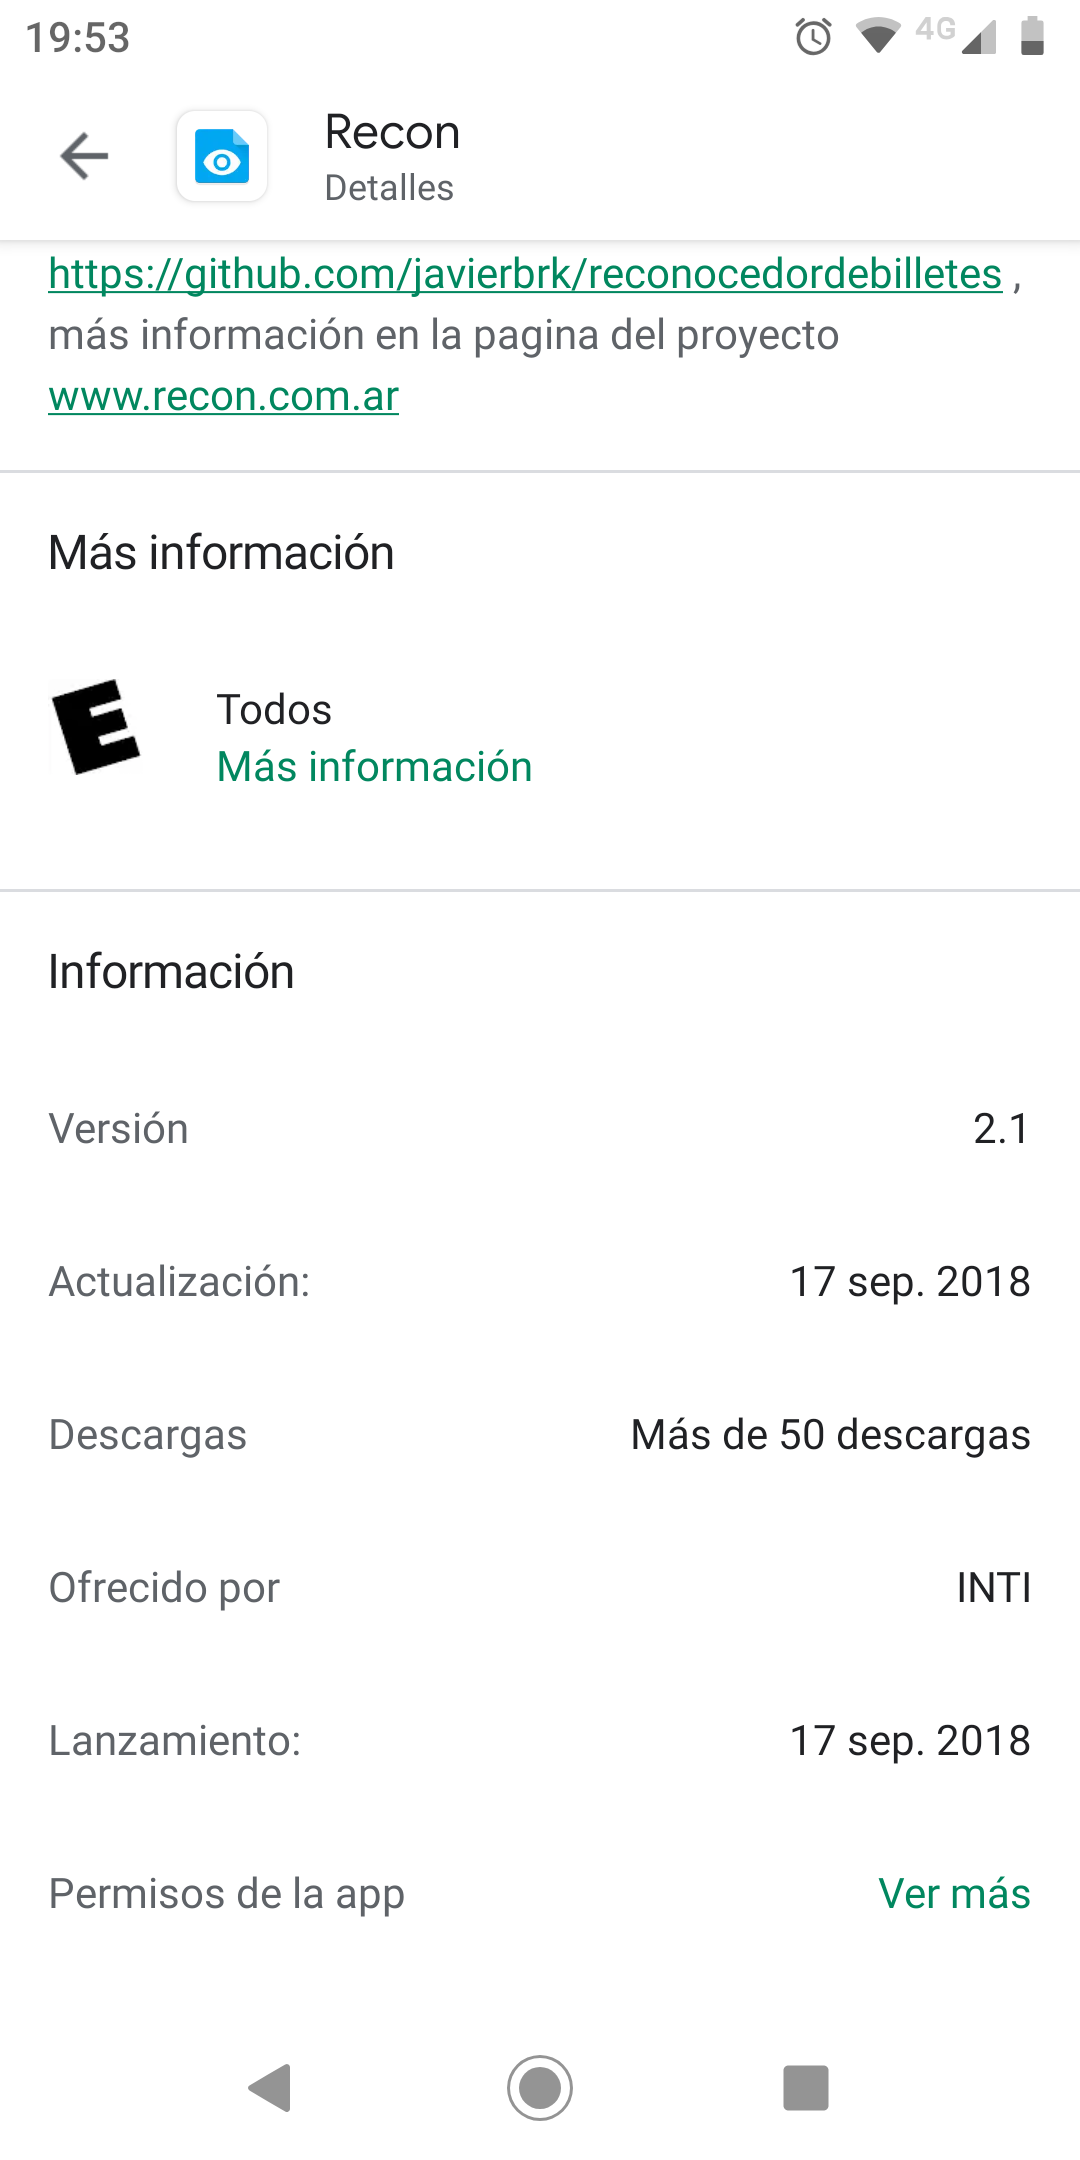 19:53
4G
Recon
Detalles
https://github.com/javierbrk/reconocedordebilletes ,
más información en la pagina del proyecto
www.recon.com.ar
Más información
E
Todos
Más información
Información
Versión 2.1
Actualización: 17 sep. 2018
Descargas Más de 50 descargas
Ofrecido por INTI
Lanzamiento: 17 sep. 2018
Permisos de la app Ver más